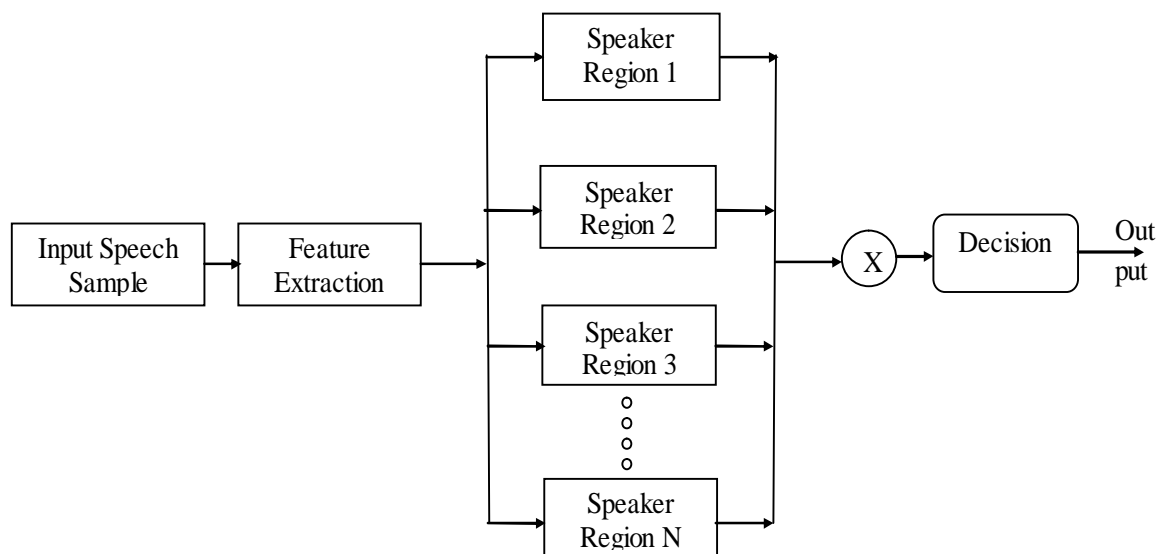 Input Speech
Sample
Feature
Extraction
Speaker
Region 1
Speaker
Region 2
Speaker
Region 3
Speaker
Region N
X
Decision
Out
put